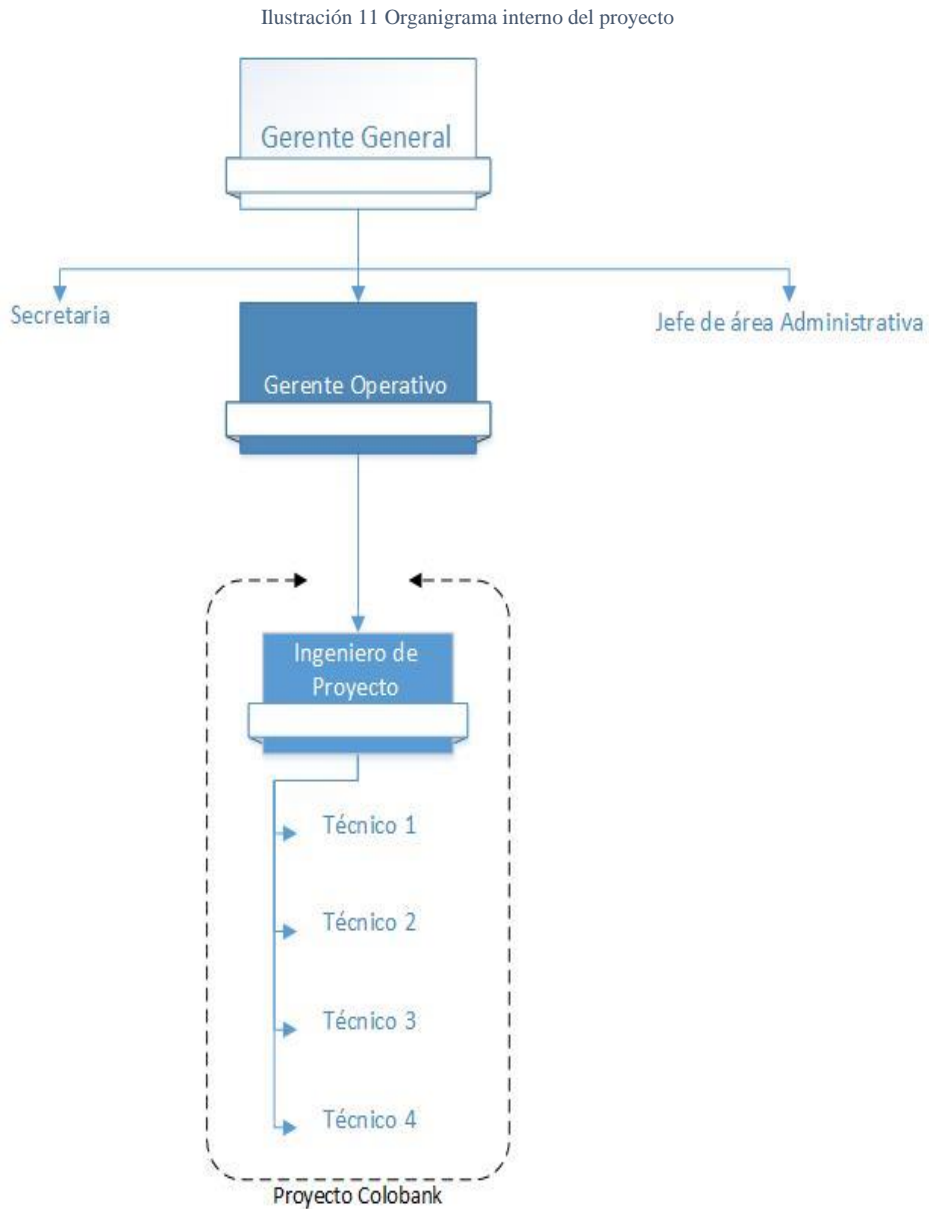 Ilustración 11 Organigrama interno del proyecto
Gerente General
Secretaria
Jefe de área Administrativa
Gerente Operativo
Ingeniero de
Proyecto
Técnico 1
Técnico 2
Técnico 3
Técnico 4
Proyecto Colobank